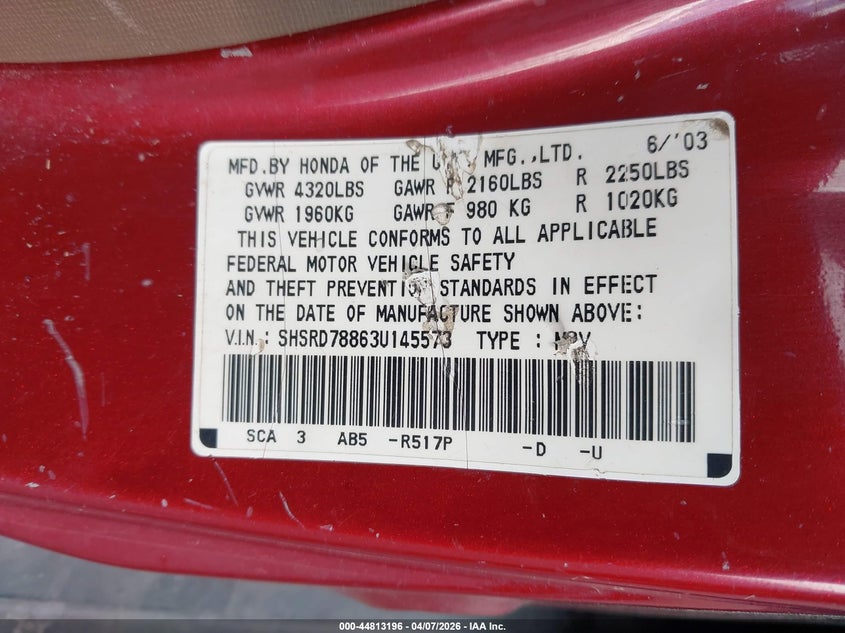 MFD.BY HONDA OF THE MFG.,LTD. 6/'03
GVWR 4320LBS GAWR 2160LBS R 2250LBS
GVWR 1960KG GAWR F 980 KG R 1020KG
THIS VEHICLE CONFORMS TO ALL APPLICABLE
FEDERAL MOTOR VEHICLE SAFETY
AND THEFT PREVENTION STANDARDS IN EFFECT
ON THE DATE OF MANUFACTURE SHOWN ABOVE:
V.I.N.: SHSRD78863U145573 TYPE :
SCA 3 AB5 -R517P -D -U
000-44813196 - 04/07/2026 - IAA Inc.